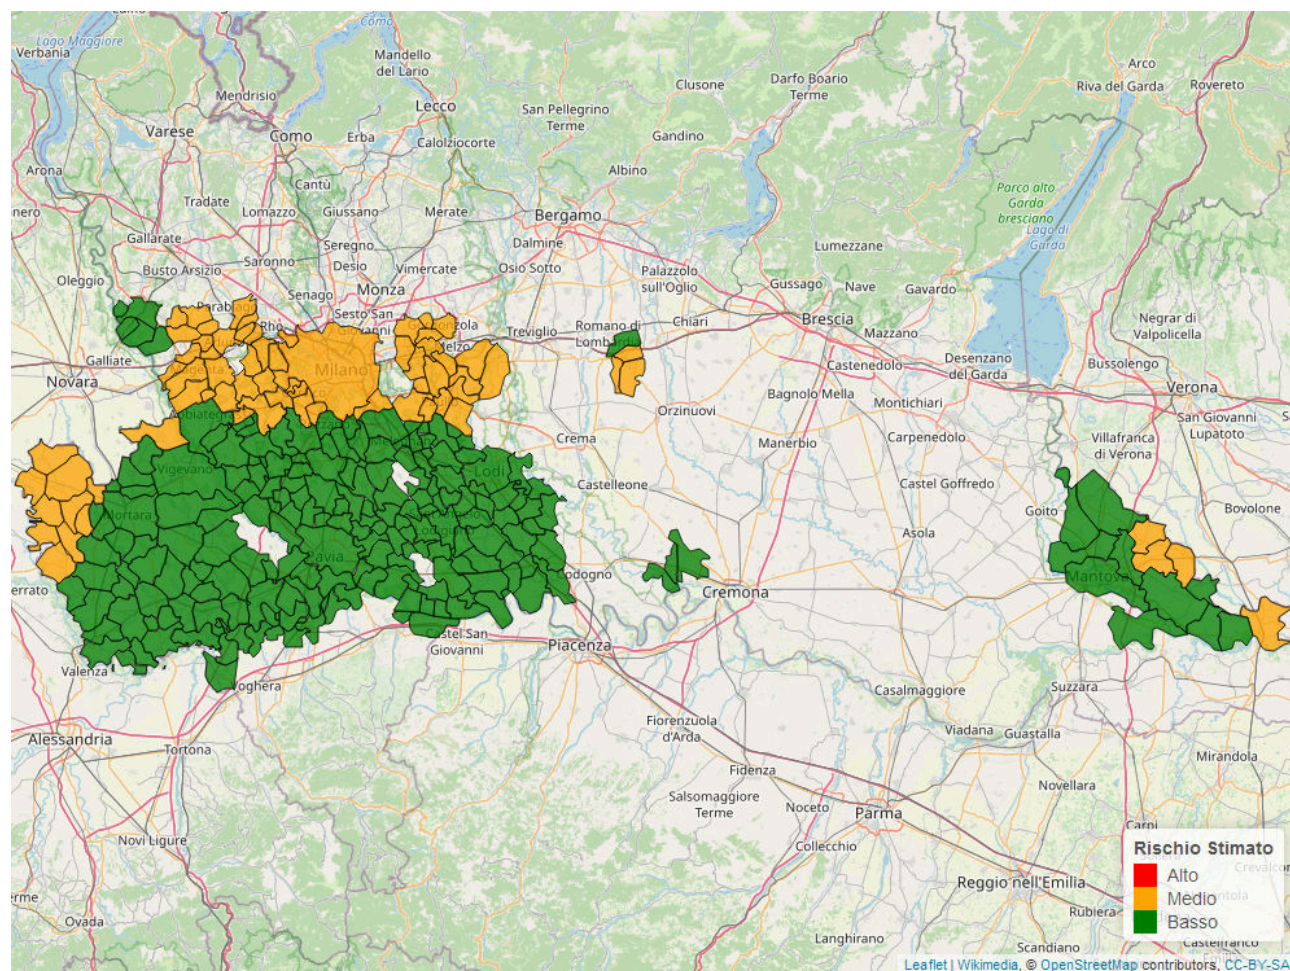 Como
Lago Maggiore
Verbania
Mandello
del Lario
Clusone
Darfo Boario
Terme
Arco
Riva del Garda
Rovereto
Mendrisio
Lecco
San Pellegrino
Terme
Varese
Como
Erba
Calolziocorte
Gandino
Arona
Albino
Cantù
Parco alto
Garda
bresciano
Lago di
Garda
Tradate
Lomazzo
Giussano
Merate
Bergamo
Gallarate
Seregno
Dalmine
Lumezzane
Saronno
Desio
Vimercate
Osio Sotto
Palazzolo
sull'Oglio
Busto Arsizio
Oleggio
Senago
Monza
Gussago
Nave
Gavardo
Sesto San
Giovanni
Rho
Treviglio
Romano di
Lombardia
Chiari
Brescia
Mazzano
Negrar di
Valpolicella
Galliate
Melzo
Desenzano
del Garda
Bussolengo
Castenedolo
Novara
Magenta
Milano
Verona
Bagnolo Mella
Montichiari
Orzinuovi
San Giovanni
Lupatoto
Crema
Manerbio
Carpenedolo
Villafranca
di Verona
Vigevano
Lodi
Castelleone
Castel Goffredo
Goito
Bovolone
Mortara
Asola
Pavia
Codogno
Cremona
Mantova
Piacenza
Giovanni
Valenza
Voghera
Casalmaggiore
Suzzara
Fiorenzuola
d'Arda
Viadana
Guastalla
Alessandria
Tortona
Mirandola
Fidenza
Novellara
Salsomaggiore
Terme
Noceto
Parma
Novi Ligure
Collecchio
Carpi
Rischio Stimato
Alto
Medio
Basso
Reggio nell'Emilia
Rubiera
Ovada
Langhirano
Scandiano
Castelfranco
Leaflet | Wikimedia, © OpenStreetMap contributors, CC-BY-SA